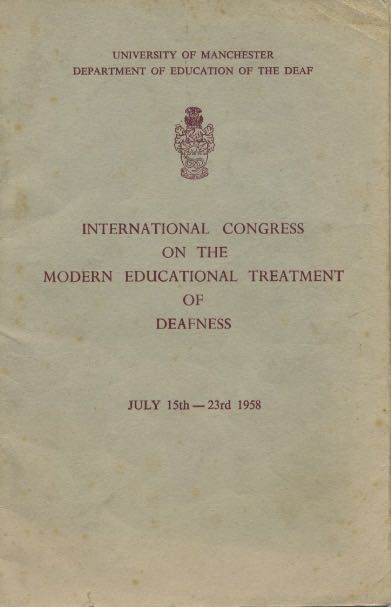 UNIVERSITY OF MANCHESTER
DEPARTMENT OF EDUCATION OF THE DEAF
INTERNATIONAL CONGRESS
ON THE
MODERN EDUCATIONAL TREATMENT
OF
DEAFNESS
JULY 15th — 23rd 1958